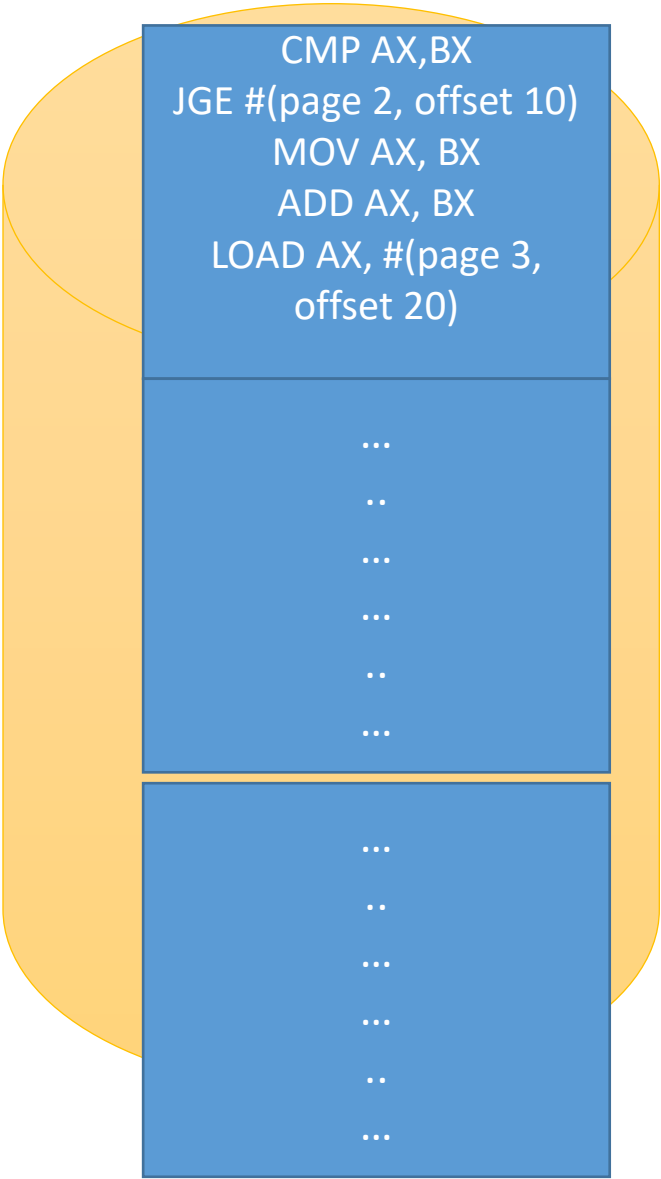 CMP AX,BX
JGE #(page 2, offset 10)
MOV AX, BX
ADD AX, BX
LOAD AX, #(page 3,
offset 20)
...
..
...
...
..
...
...
..
...
...
..
...